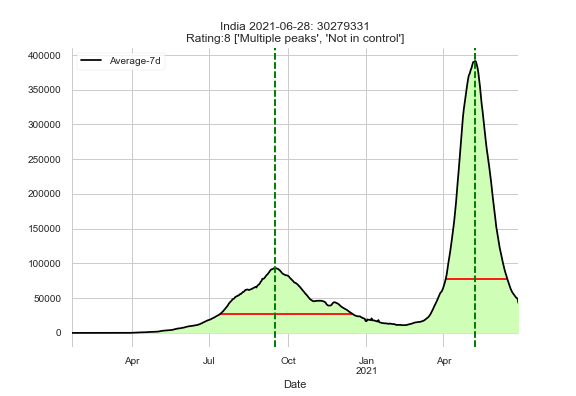 India 2021-06-28: 30279331
Rating:8 ['Multiple peaks', 'Not in control']
Average-7d
400000
350000
300000
250000
200000
150000
100000
50000
0
Apr
Jul
Oct
Jan
2021
Apr
Date